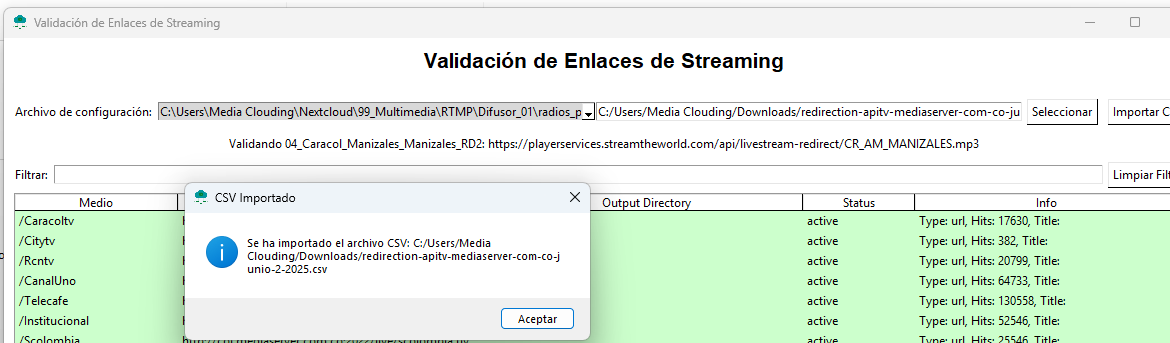 Validación de Enlaces de Streaming
Validación de Enlaces de Streaming
Archivo de configuración: C:\Users\Media Clouding\Nextcloud\99_Multimedia\RTMP\Difusor_01\radios_p C:/Users/Media Clouding/Downloads/redirection-apitv-mediaserver-com-co-ju Seleccionar Importar C
Validando 04_Caracol_Manizales_Manizales_RD2: https://playerservices.streamtheworld.com/api/livestream-redirect/CR_AM_MANIZALES.mp3
Filtrar: Limpiar Filt
Medio Output Directory Status Info
CSV Importado
Se ha importado el archivo CSV: C:/Users/Media
Clouding/Downloads/redirection-apitv-mediaserver-com-co-j
unio-2-2025.csv
Aceptar
/Caracoltv active Type: url, Hits: 17630, Title:
/Citytv active Type: url, Hits: 382, Title:
/Rcntv active Type: url, Hits: 20799, Title:
/CanalUno active Type: url, Hits: 64733, Title:
/Telecafe active Type: url, Hits: 130558, Title:
/Institucional active Type: url, Hits: 52546, Title:
/Scolombia active Type: url, Hits: 25546, Title: